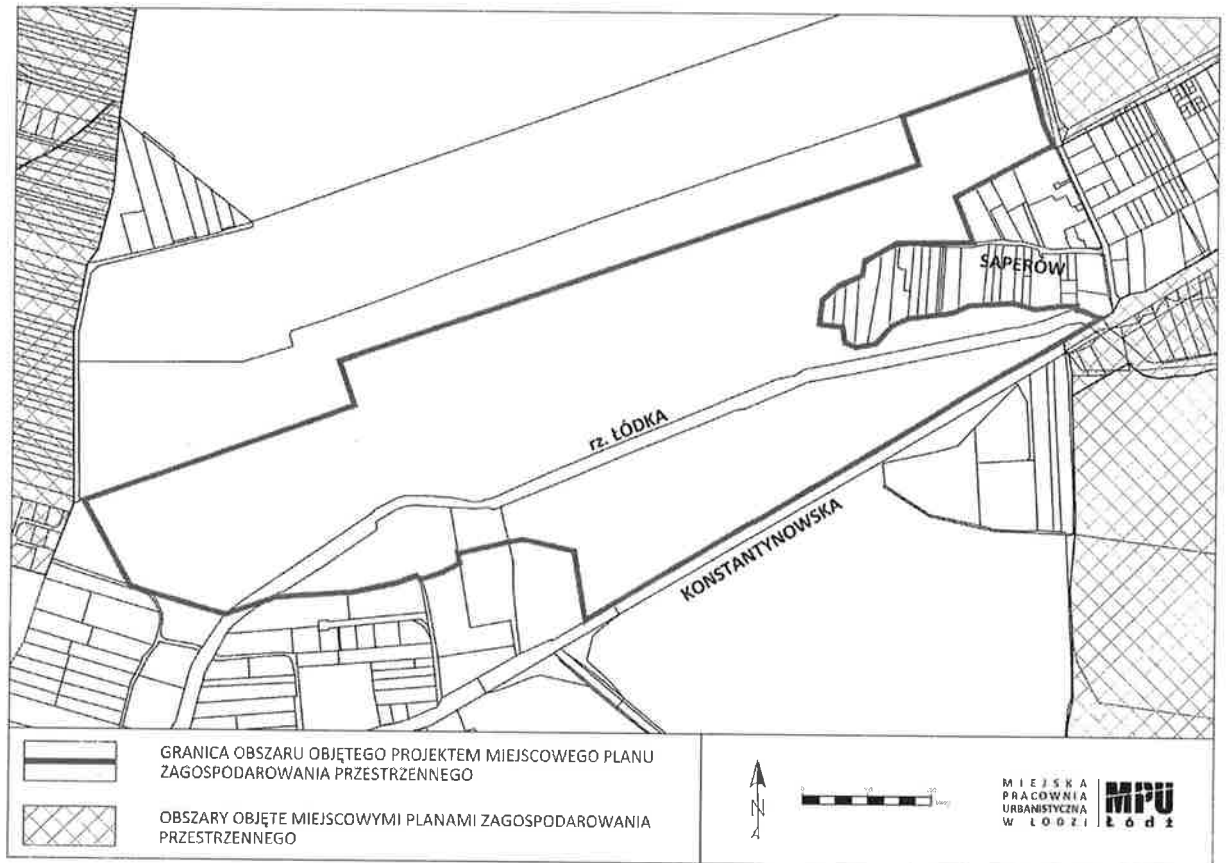 SAPERÓW
rz. ŁÓDKA
KONSTANTYNOWSKA
GRANICA OBSZARU OBJĘTEGO PROJEKTEM MIEJSCOWEGO PLANU
ZAGOSPODAROWANIA PRZESTRZENNEGO
OBSZARY OBJĘTE MIEJSCOWYMI PLANAMI ZAGOSPODAROWANIA
PRZESTRZENNEGO
N
MIEJSKA
PRACOWNIA
URBANISTYCZNA
W ŁODZI
MPU
Łódź